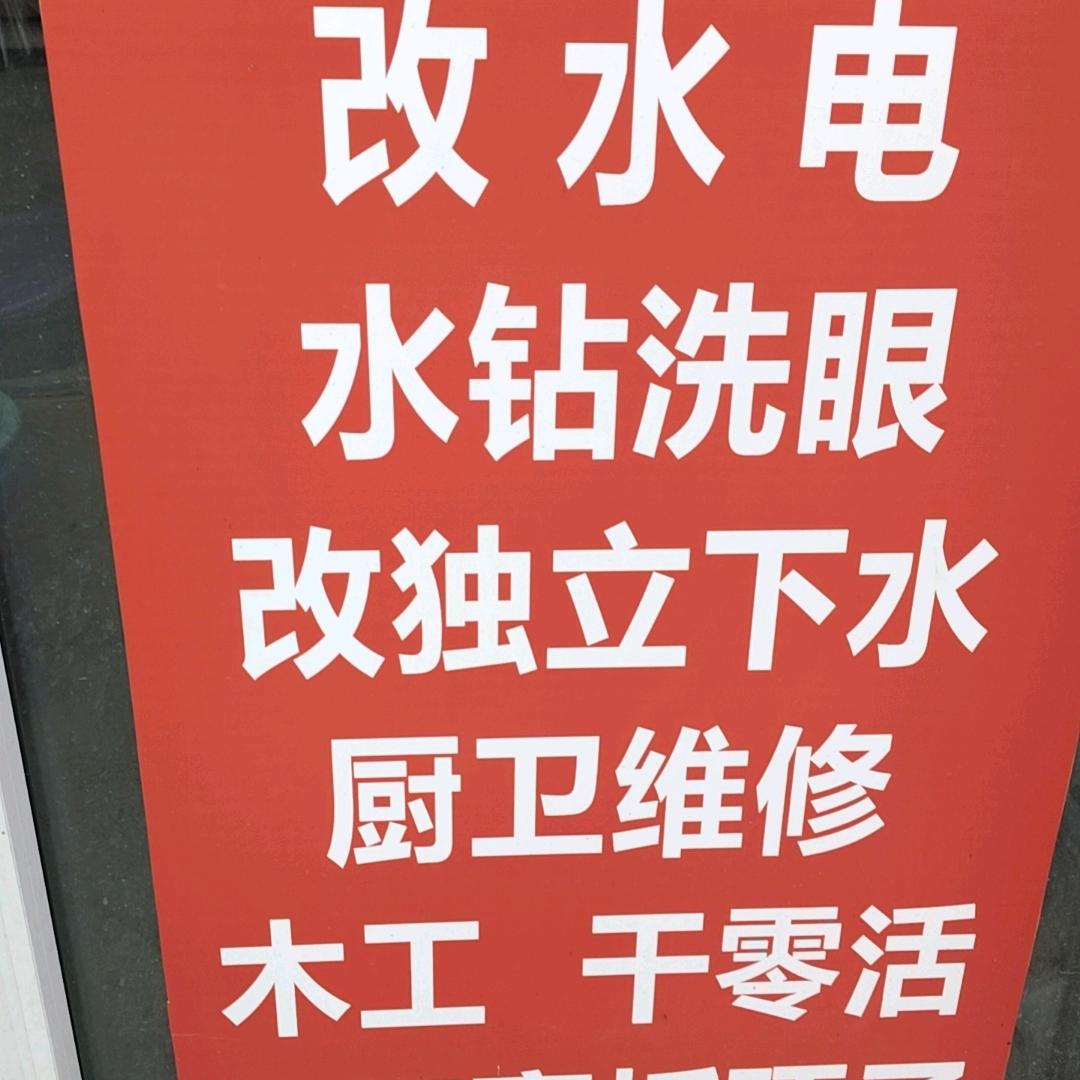 改水电
水钻洗眼
改独立下水
厨卫维修
木工 干零活